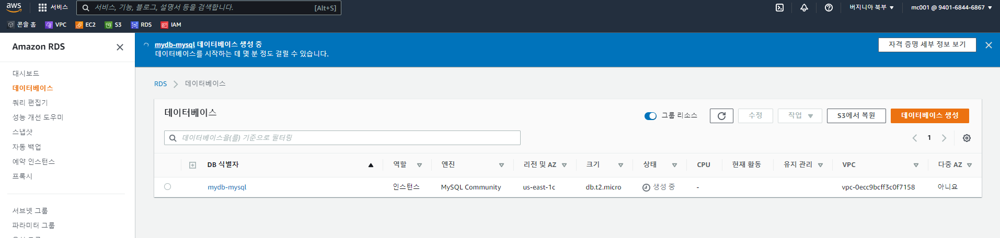 aws
서비스
서비스, 기능, 블로그, 설명서 등을 검색합니다.
[Alt+S]
버지니아 북부 ▼
mc001 @ 9401-6844-6867 ▼
콘솔 홈
VPC
EC2
S3
RDS
IAM
Amazon RDS
대시보드
데이터베이스
쿼리 편집기
성능 개선 도우미
스냅샷
자동 백업
예약 인스턴스
프록시
서브넷 그룹
파라미터 그룹
mydb-mysql 데이터베이스 생성 중
데이터베이스를 시작하는 데 몇 분 정도 걸릴 수 있습니다.
자격 증명 세부 정보 보기
RDS > 데이터베이스
데이터베이스
그룹 리소스
수정
작업
S3에서 복원
데이터베이스 생성
데이터베이스을(를) 기준으로 필터링
1
DB 식별자 역할 엔진 리전 및 AZ 크기 상태 CPU 현재 활동 유지 관리 VPC 다중 AZ
mydb-mysql 인스턴스 MySQL Community us-east-1c db.t2.micro 생성 중 - vpc-0ecc9bcff3c0f7158 아니요